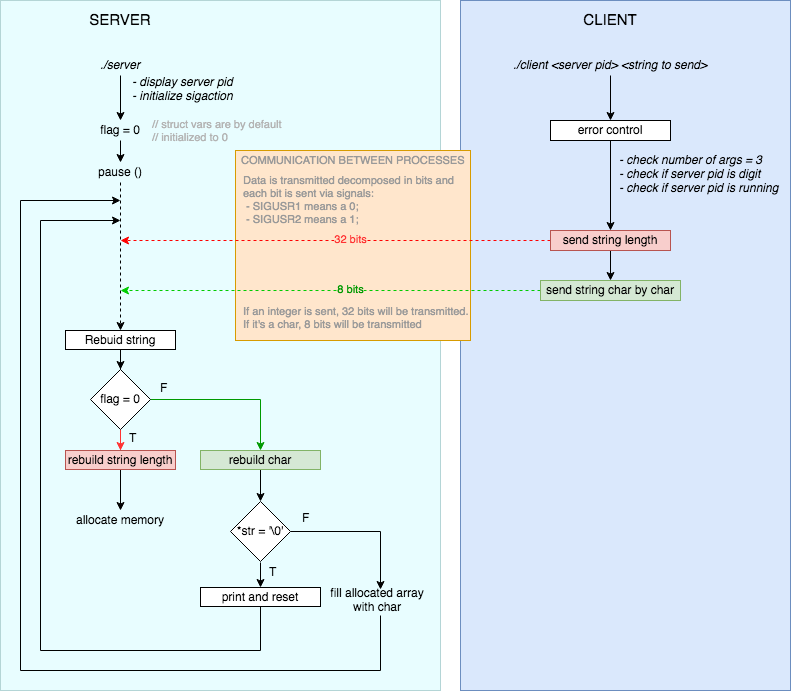 SERVER
./server
- display server pid
- initialize sigaction
flag = 0
// struct vars are by default
// initialized to 0
pause ()
COMMUNICATION BETWEEN PROCESSES
Data is transmitted decomposed in bits and
each bit is sent via signals:
- SIGUSR1 means a 0;
- SIGUSR2 means a 1;
32 bits
8 bits
If an integer is sent, 32 bits will be transmitted.
If it's a char, 8 bits will be transmitted
Rebuid string
flag = 0
F
T
rebuild string length
rebuild char
allocate memory
*str = '\0'
F
T
print and reset
fill allocated array
with char
CLIENT
./client <server pid> <string to send>
error control
- check number of args = 3
- check if server pid is digit
- check if server pid is running
send string length
send string char by char